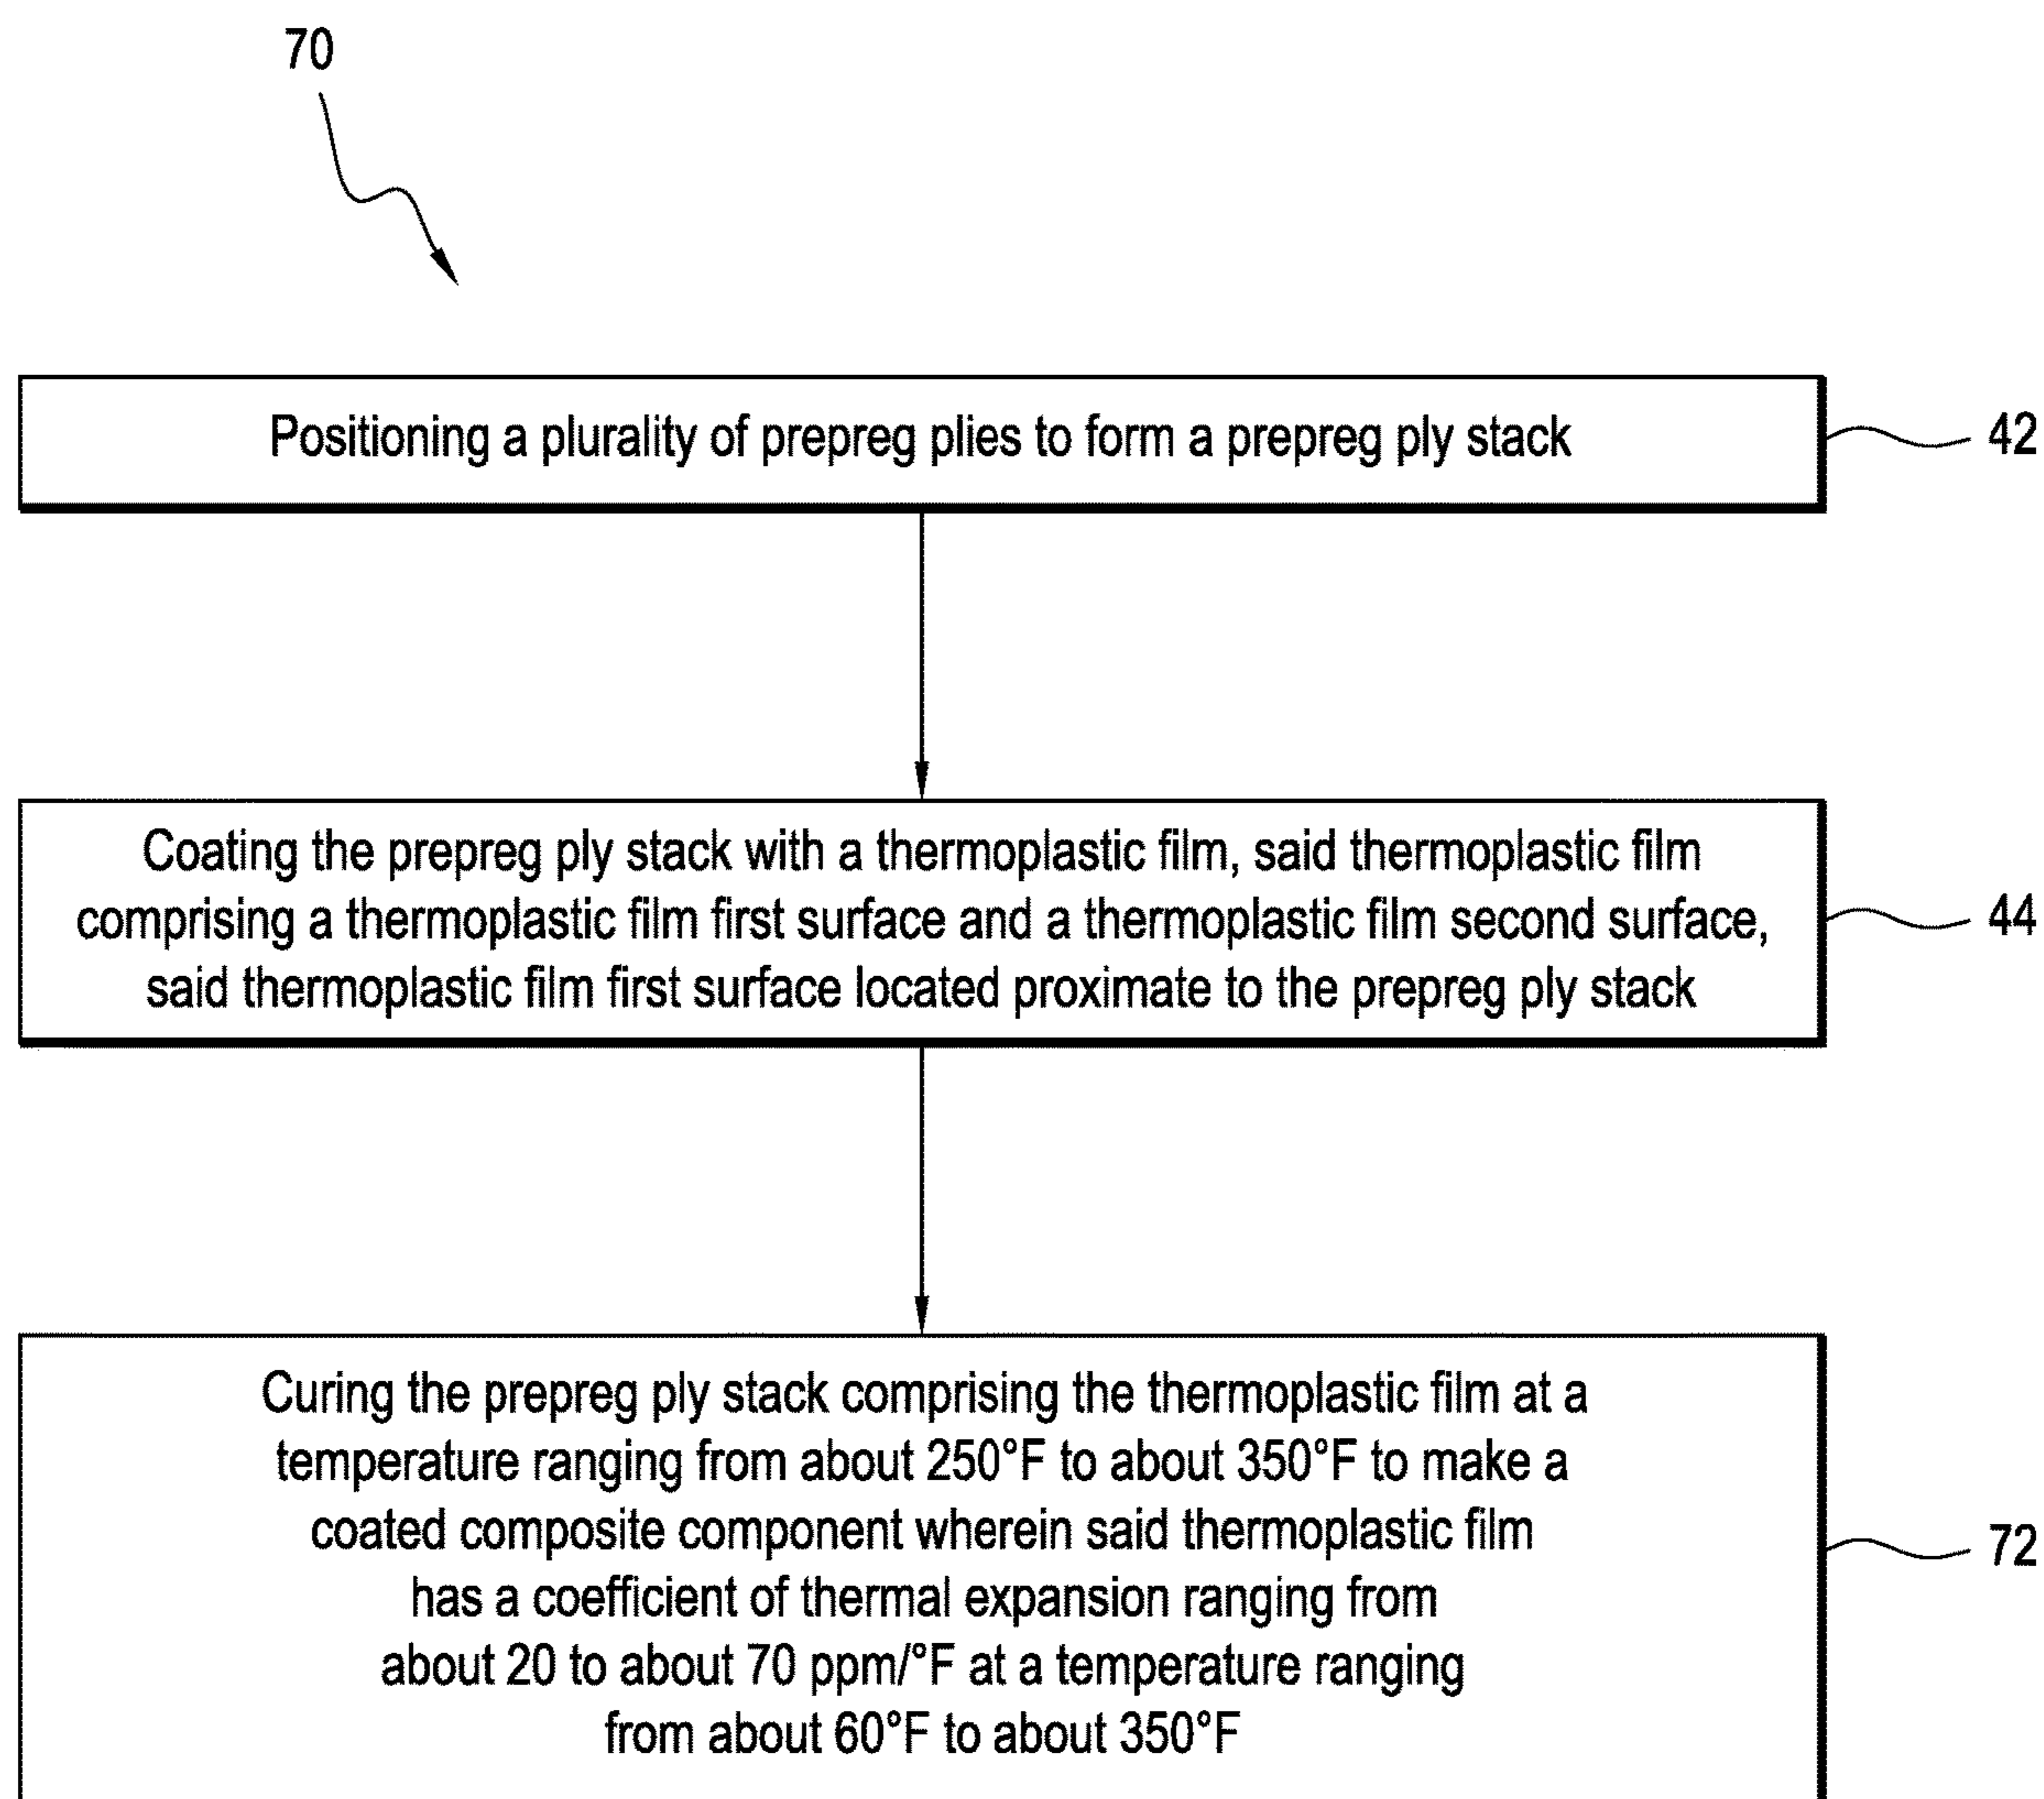 70
Positioning a plurality of prepreg plies to form a prepreg ply stack
42
Coating the prepreg ply stack with a thermoplastic film, said thermoplastic film
comprising a thermoplastic film first surface and a thermoplastic film second surface,
said thermoplastic film first surface located proximate to the prepreg ply stack
44
Curing the prepreg ply stack comprising the thermoplastic film at a
temperature ranging from about 250°F to about 350°F to make a
coated composite component wherein said thermoplastic film
has a coefficient of thermal expansion ranging from
about 20 to about 70 ppm/°F at a temperature ranging
from about 60°F to about 350°F
72